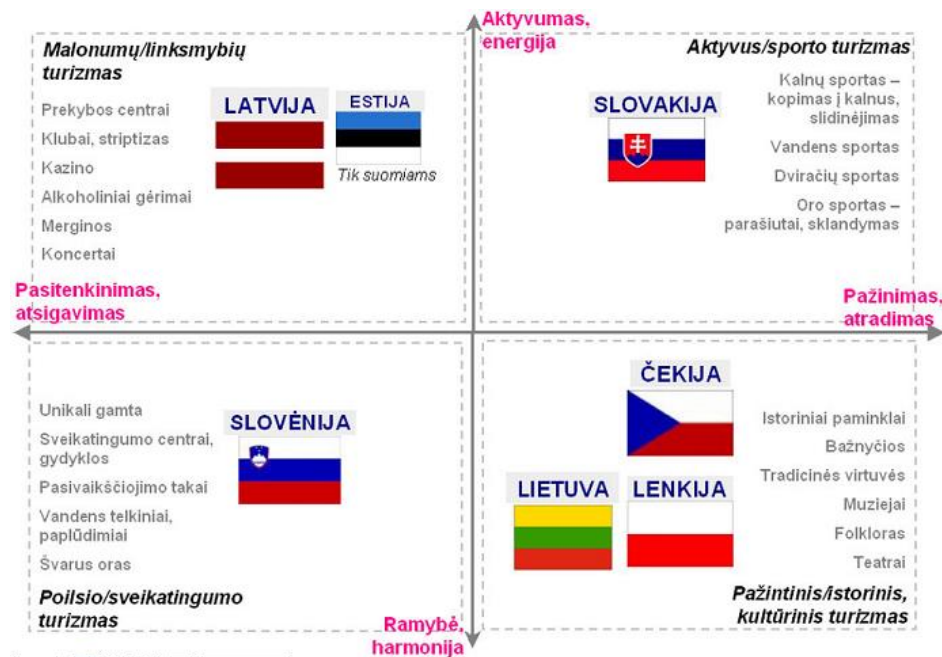 Aktyvumas,
energija
Malonumų/linksmybių
turizmas
Prekybos centrai
Klubai, striptizas
Kazino
Alkoholiniai gėrimai
Merginos
Koncertai
LATVIJA
ESTIJA
Tik suomiams
Aktyvus/sporto turizmas
SLOVAKIJA
Kalnų sportas –
kopimas į kalnus,
slidinėjimas
Vandens sportas
Dviračių sportas
Oro sportas –
parašiutai, sklandymas
Pasitenkinimas,
atsigavimas
Pažinimas,
atradimas
Unikali gamta
Sveikatingumo centrai,
gydyklos
Pasivaikščiojimo takai
Vandens telkiniai,
paplūdimiai
Švarus oras
SLOVĖNIJA
Poilsio/sveikatingumo
turizmas
ČEKIJA
LIETUVA
LENKIJA
Istoriniai paminklai
Bažnyčios
Tradicinės virtuvės
Muziejai
Folkloras
Teatrai
Pažintinis/istorinis,
kultūrinis turizmas
Ramybė,
harmonija